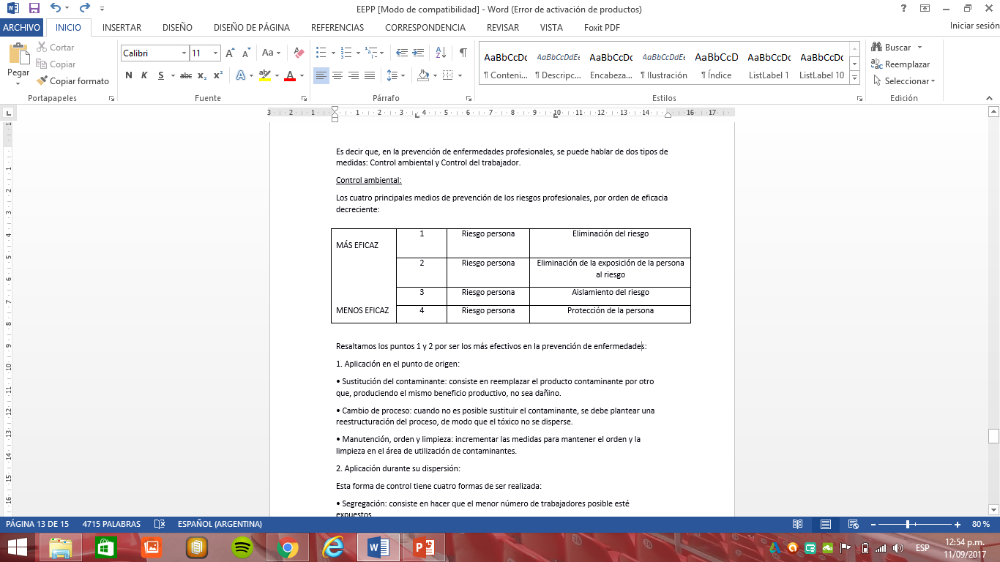 EEPP [Modo de compatibilidad] - Word (Error de activación de productos)
ARCHIVO INICIO INSERTAR DISEÑO DISEÑO DE PÁGINA REFERENCIAS CORRESPONDENCIA REVISAR VISTA Foxit PDF Iniciar sesión
Pegar
Cortar
Copiar
Copiar formato
Portapapeles
Calibri 11
N K S abc x₂ x²
Fuente
Párrafo
AaBbCcDc AaBbCcDdEe AaBbCcDc AaBbCcDdEe AaBbCcD AaBbCcDc AaBbCcDc
¶ Conteni... ¶ Descripc... Encabeza... ¶ Ilustración ¶ Índice ListLabel 1 ListLabel 10
Estilos
Buscar
Reemplazar
Seleccionar
Edición
3 2 1 1 2 3 4 5 6 7 8 9 10 11 12 13 14 16 17
Es decir que, en la prevención de enfermedades profesionales, se puede hablar de dos tipos de
medidas: Control ambiental y Control del trabajador.
Control ambiental:
Los cuatro principales medios de prevención de los riesgos profesionales, por orden de eficacia
decreciente:
MÁS EFICAZ
1 Riesgo persona Eliminación del riesgo
2 Riesgo persona Eliminación de la exposición de la persona
al riesgo
3 Riesgo persona Aislamiento del riesgo
MENOS EFICAZ 4 Riesgo persona Protección de la persona
Resaltamos los puntos 1 y 2 por ser los más efectivos en la prevención de enfermedades:
1. Aplicación en el punto de origen:
• Sustitución del contaminante: consiste en reemplazar el producto contaminante por otro
que, produciendo el mismo beneficio productivo, no sea dañino.
• Cambio de proceso: cuando no es posible sustituir el contaminante, se debe plantear una
reestructuración del proceso, de modo que el tóxico no se disperse.
• Manutención, orden y limpieza: incrementar las medidas para mantener el orden y la
limpieza en el área de utilización de contaminantes.
2. Aplicación durante su dispersión:
Esta forma de control tiene cuatro formas de ser realizada:
• Segregación: consiste en hacer que el menor número de trabajadores posible esté
expuestos
PÁGINA 13 DE 15 4715 PALABRAS ESPAÑOL (ARGENTINA) 80 %
ESP
12:54 p.m.
11/09/2017